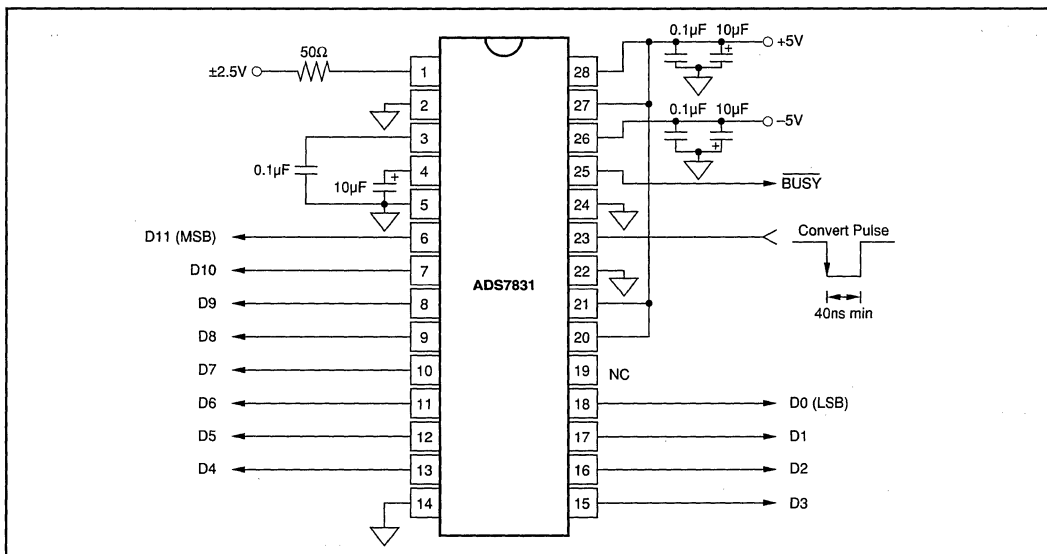 0.1µF 10µF
+
+5V
50Ω
±2.5V
1 28
2 27
0.1µF 10µF
3 26
–5V
+
0.1µF
4 25
BUSY
10µF
+
5 24
D11 (MSB)
6 23
Convert Pulse
D10
7 22
ADS7831
D9
8 21
40ns min
D8
9 20
D7
10 19
NC
D6
11 18
D0 (LSB)
D5
12 17
D1
D4
13 16
D2
14 15
D3